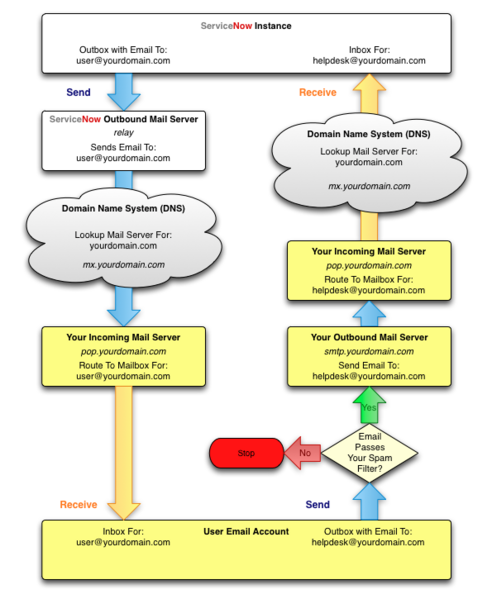 ServiceNow Instance
Outbox with Email To:
user@yourdomain.com
Inbox For:
helpdesk@yourdomain.com
Send
ServiceNow Outbound Mail Server
relay
Sends Email To:
user@yourdomain.com
Domain Name System (DNS)
Lookup Mail Server For:
yourdomain.com
mx.yourdomain.com
Your Incoming Mail Server
pop.yourdomain.com
Route To Mailbox For:
user@yourdomain.com
Receive
Receive
Domain Name System (DNS)
Lookup Mail Server For:
yourdomain.com
mx.yourdomain.com
Your Incoming Mail Server
pop.yourdomain.com
Route To Mailbox For:
helpdesk@yourdomain.com
Your Outbound Mail Server
smtp.yourdomain.com
Send Email To:
helpdesk@yourdomain.com
Yes
Email
Passes
Your Spam
Filter?
No
Stop
Send
Inbox For:
user@yourdomain.com
User Email Account
Outbox with Email To:
helpdesk@yourdomain.com